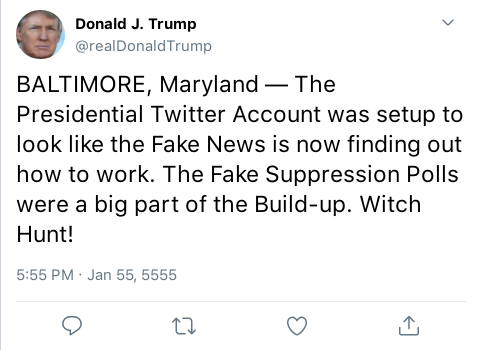 Donald J. Trump
@realDonaldTrump
BALTIMORE, Maryland — The
Presidential Twitter Account was setup to
look like the Fake News is now finding out
how to work. The Fake Suppression Polls
were a big part of the Build-up. Witch
Hunt!
5:55 PM · Jan 55, 5555